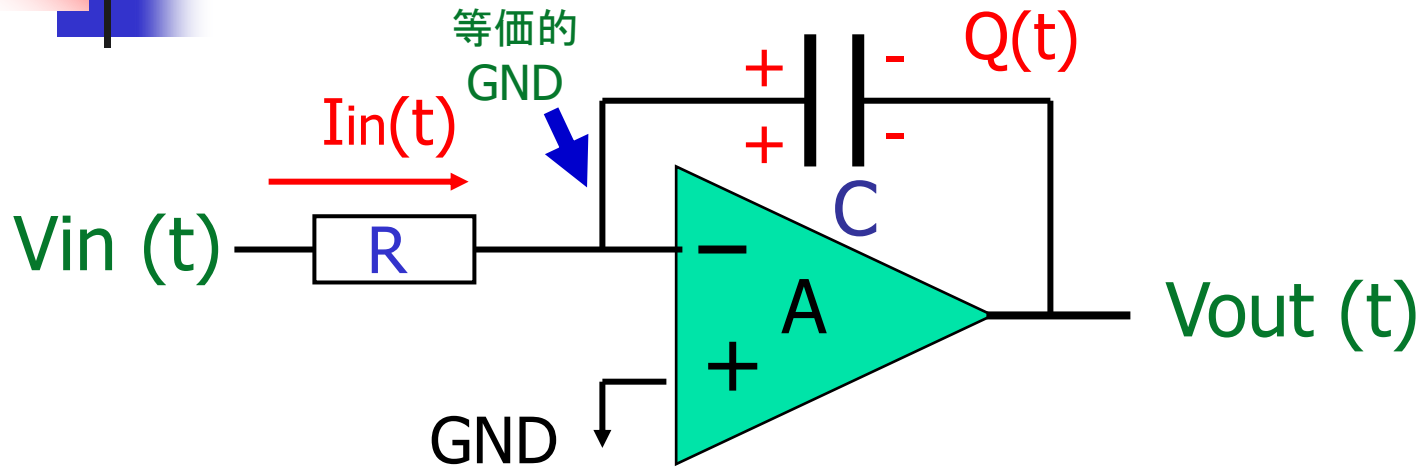 等価的
GND
Q(t)
+ -
+ -
Iin(t)
C
Vin (t)
R
−
A
+
Vout (t)
GND